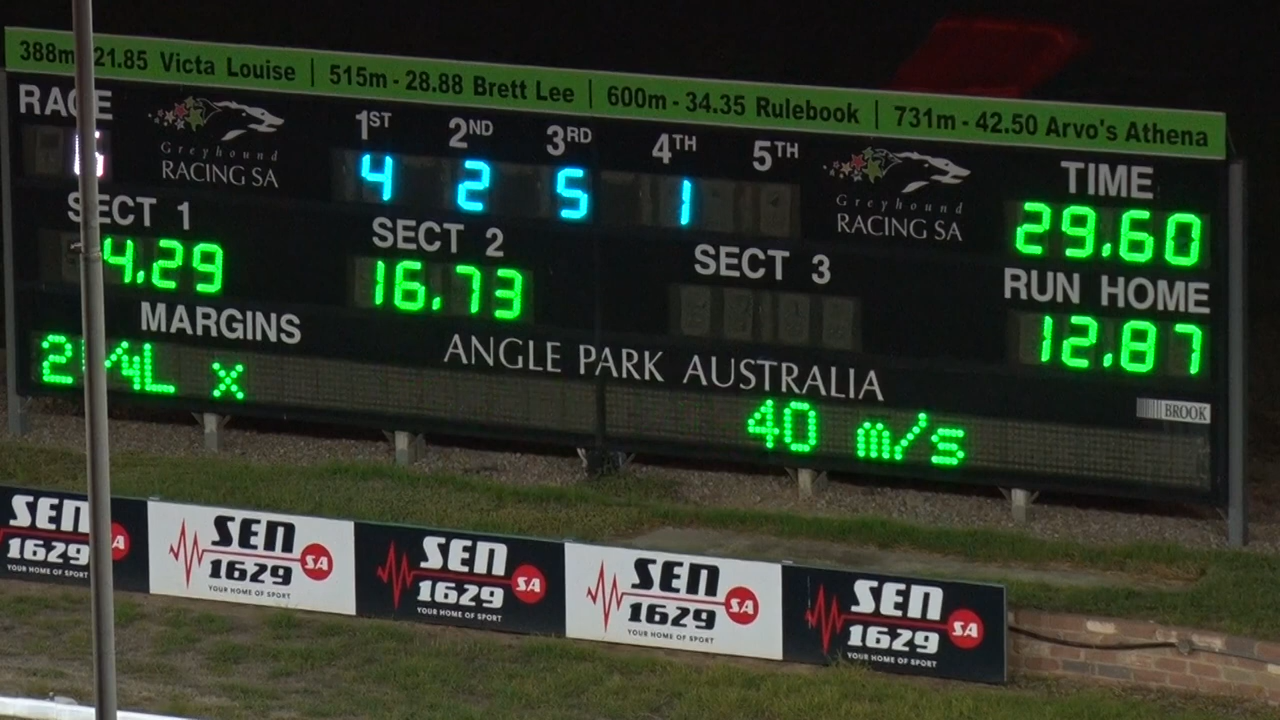 388m 21.85 Victa Louise | 515m - 28.88 Brett Lee | 600m - 34.35 Rulebook | 731m - 42.50 Arvo's Athena
RACE
Greyhound
RACING SA
1ST 2ND 3RD 4TH 5TH
4 2 5 1
Greyhound
RACING SA
TIME
29.60
SECT 1
4.29
SECT 2
16.73
SECT 3
RUN HOME
12.87
MARGINS
x
ANGLE PARK AUSTRALIA
BROOK
40 m/s
SEN
1629
YOUR HOME OF SPORT
SEN
1629 SA
YOUR HOME OF SPORT
SEN
1629 SA
YOUR HOME OF SPORT
SEN
1629 SA
YOUR HOME OF SPORT
SEN
1629 SA
YOUR HOME OF SPORT